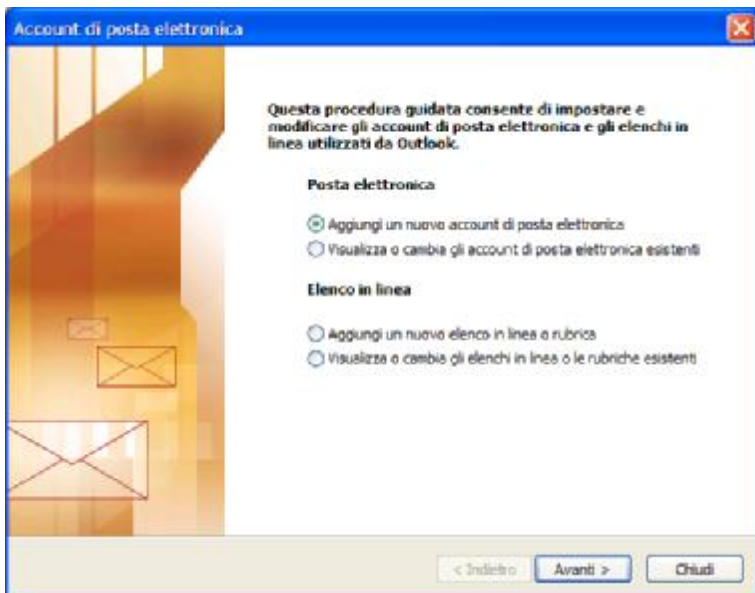 Account di posta elettronica
Questa procedura guidata consente di impostare e
modificare gli account di posta elettronica e gli elenchi in
linea utilizzati da Outlook.
Posta elettronica
Aggiungi un nuovo account di posta elettronica
Visualizza o cambia gli account di posta elettronica esistenti
Elenco in linea
Aggiungi un nuovo elenco in linea o rubrica
Visualizza o cambia gli elenchi in linea o le rubriche esistenti
< Indietro
Avanti >
Chiudi